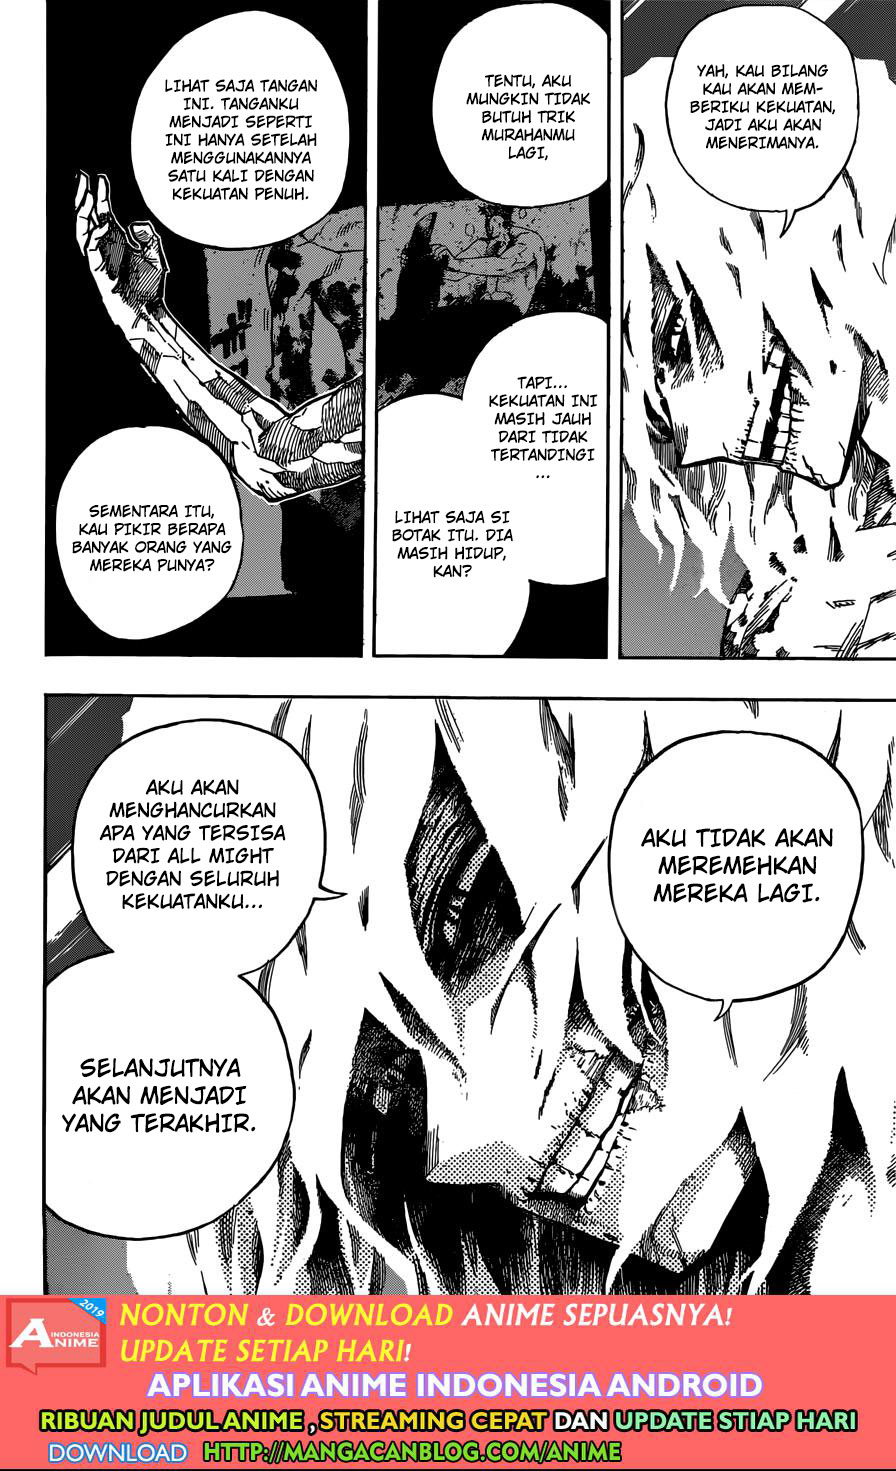 YAH, KAU BILANG
KAU AKAN MEM-
BERIKU KEKUATAN,
JADI AKU AKAN
MENERIMANYA.
TENTU, AKU
MUNGKIN TIDAK
BUTUH TRIK
MURAHANMU
LAGI,
TAPI...
KEKUATAN INI
MASIH JAUH
DARI TIDAK
TERTANDINGI
...
LIHAT SAJA SI
BOTAK ITU. DIA
MASIH HIDUP,
KAN?
LIHAT SAJA TANGAN
INI. TANGANKU
MENJADI SEPERTI
INI HANYA SETELAH
MENGGUNAKANNYA
SATU KALI DENGAN
KEKUATAN PENUH.
SEMENTARA ITU,
KAU PIKIR BERAPA
BANYAK ORANG YANG
MEREKA PUNYA?
AKU TIDAK AKAN
MEREMEHKAN
MEREKA LAGI.
AKU AKAN
MENGHANCURKAN
APA YANG TERSISA
DARI ALL MIGHT
DENGAN SELURUH
KEKUATANKU...
SELANJUTNYA
AKAN MENJADI
YANG TERAKHIR.
2019
INDONESIA
ANIME
NONTON & DOWNLOAD ANIME SEPUASNYA!
UPDATE SETIAP HARI!
APLIKASI ANIME INDONESIA ANDROID
RIBUAN JUDUL ANIME , STREAMING CEPAT DAN UPDATE STIAP HARI
DOWNLOAD HTTP://MANGACANBLOG.COM/ANIME